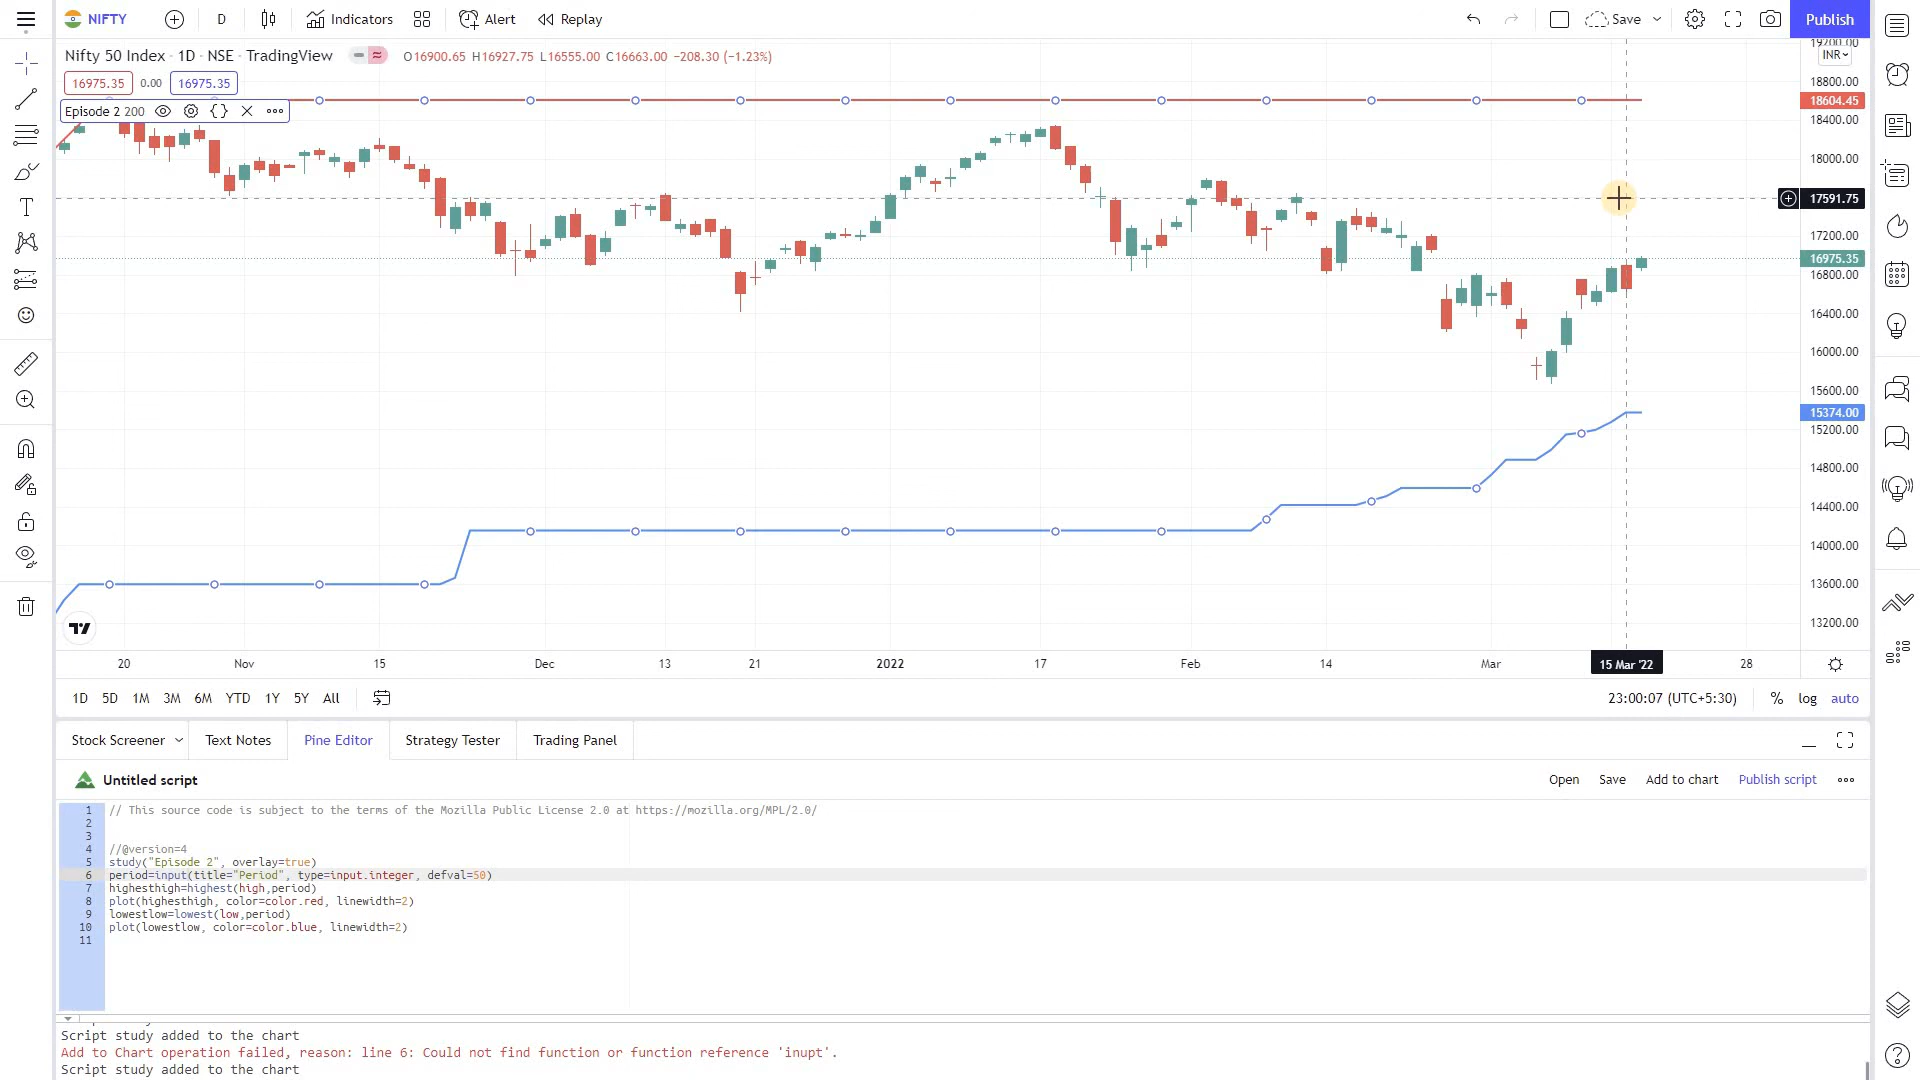 NIFTY D Indicators Alert Replay Save Publish
Nifty 50 Index · 1D · NSE · TradingView O16900.65 H16927.75 L16555.00 C16663.00 −208.30 (−1.23%)
16975.35 0.00 16975.35
Episode 2 200
19200.00
INR
18800.00
18604.45
18400.00
18000.00
17591.75
17200.00
16975.35
16800.00
16400.00
16000.00
15600.00
15374.00
15200.00
14800.00
14400.00
14000.00
13600.00
13200.00
20 Nov 15 Dec 13 21 2022 17 Feb 14 Mar 15 Mar '22 28
1D 5D 1M 3M 6M YTD 1Y 5Y All 23:00:07 (UTC+5:30) % log auto
Stock Screener Text Notes Pine Editor Strategy Tester Trading Panel
Untitled script Open Save Add to chart Publish script
1 // This source code is subject to the terms of the Mozilla Public License 2.0 at https://mozilla.org/MPL/2.0/
2
3
4 //@version=4
5 study("Episode 2", overlay=true)
6 period=input(title="Period", type=input.integer, defval=50)
7 highesthigh=highest(high,period)
8 plot(highesthigh, color=color.red, linewidth=2)
9 lowestlow=lowest(low,period)
10 plot(lowestlow, color=color.blue, linewidth=2)
11
Script study added to the chart
Add to Chart operation failed, reason: line 6: Could not find function or function reference 'inupt'.
Script study added to the chart